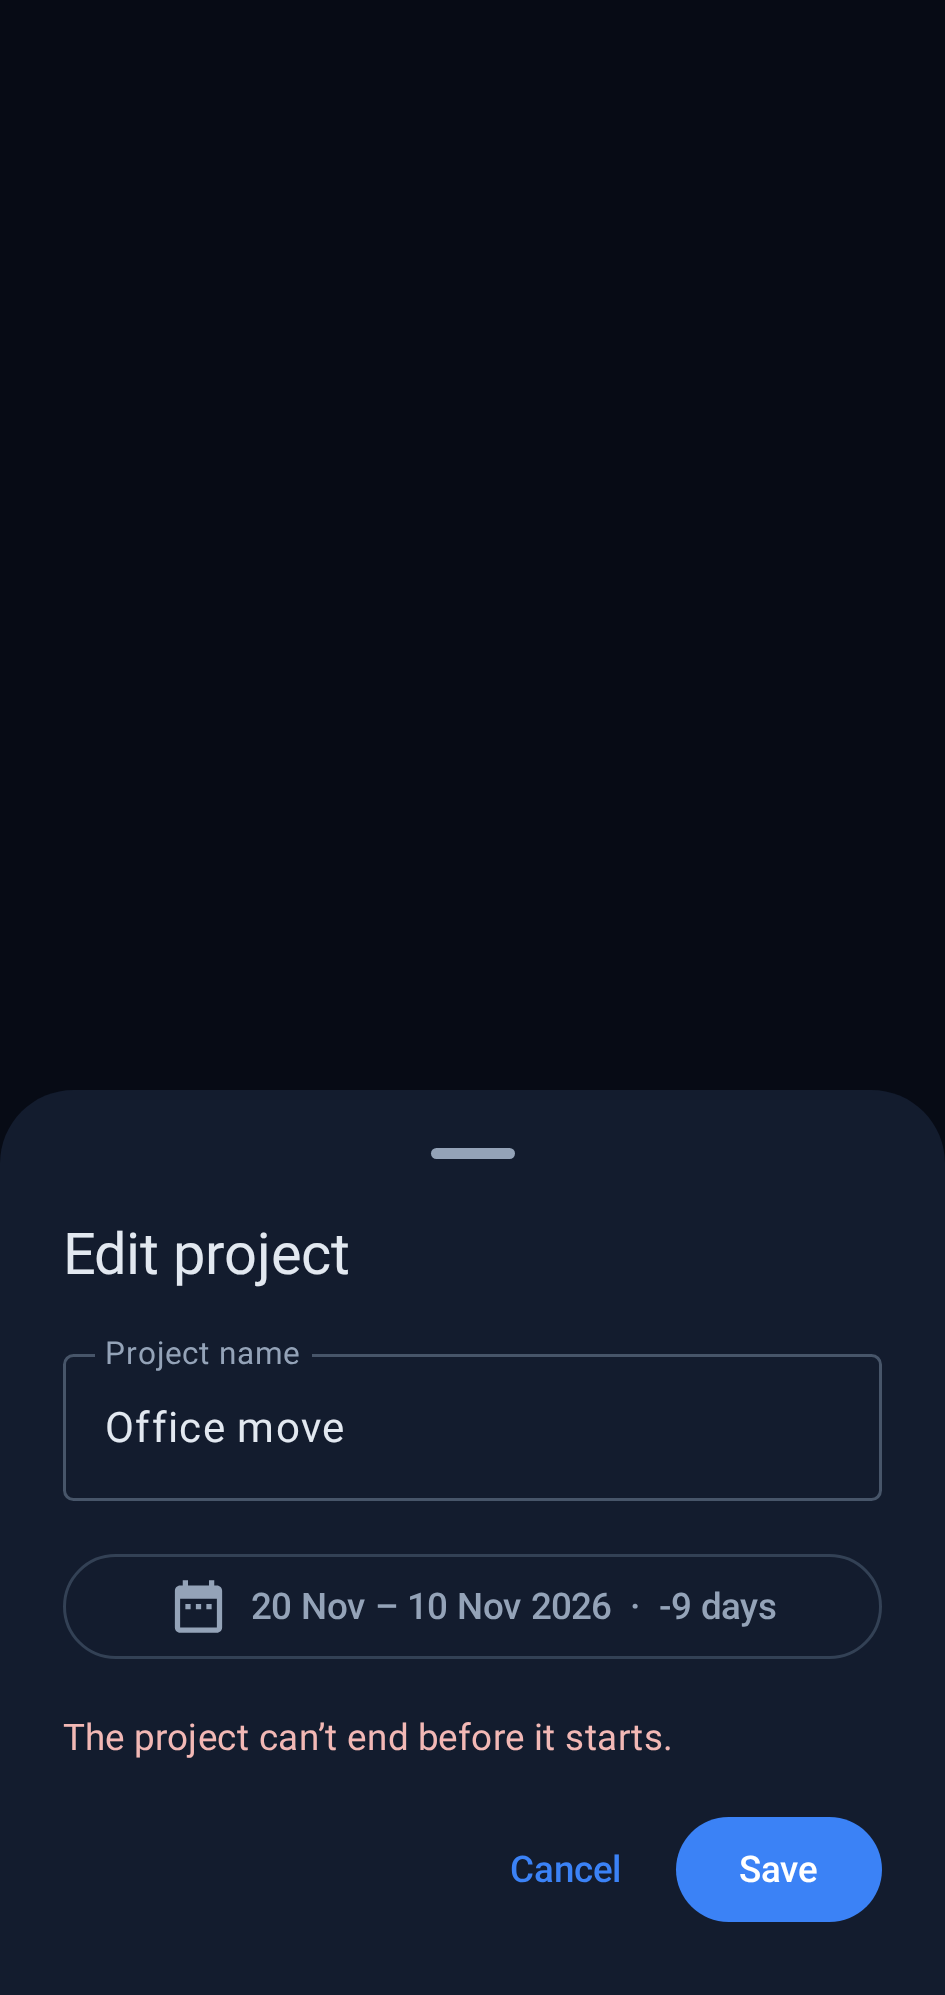 Edit project
Project name
Office move
20 Nov – 10 Nov 2026 · -9 days
The project can’t end before it starts.
Cancel
Save